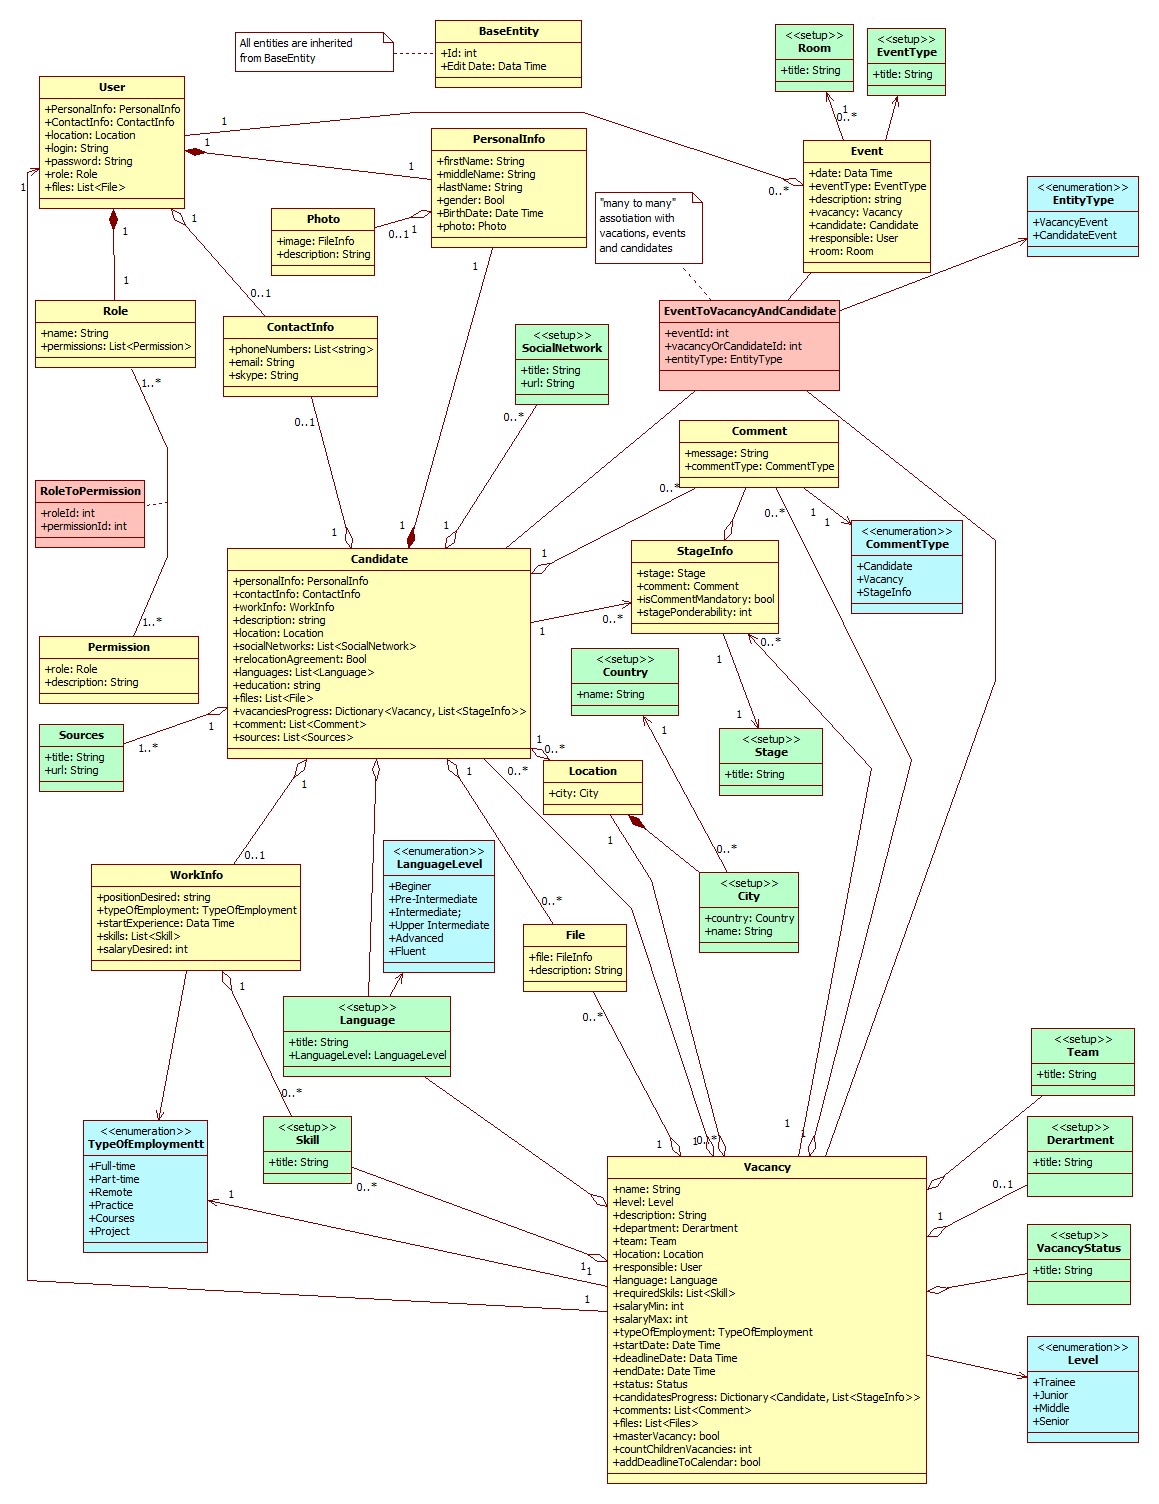 All entities are inherited
from BaseEntity
BaseEntity
+Id: int
+Edit Date: Data Time
<<setup>>
Room
+title: String
<<setup>>
EventType
+title: String
User
+PersonalInfo: PersonalInfo
+ContactInfo: ContactInfo
+location: Location
+login: String
+password: String
+role: Role
+files: List<File>
1
1
1
1
0..*
PersonalInfo
+firstName: String
+middleName: String
+lastName: String
+gender: Bool
+BirthDate: Date Time
+photo: Photo
Event
+date: Data Time
+eventType: EventType
+description: string
+vacancy: Vacancy
+candidate: Candidate
+responsible: User
+room: Room
0..*
1
"many to many"
assotiation with
vacations, events
and candidates
<<enumeration>>
EntityType
+VacancyEvent
+CandidateEvent
Photo
+image: FileInfo
+description: String
0..1
1
1
1
1
1
0..1
1
Role
+name: String
+permissions: List<Permission>
ContactInfo
+phoneNumbers: List<string>
+email: String
+skype: String
EventToVacancyAndCandidate
+eventId: int
+vacancyOrCandidateId: int
+entityType: EntityType
<<setup>>
SocialNetwork
+title: String
+url: String
1..*
0..1
0..*
Comment
+message: String
+commentType: CommentType
RoleToPermission
+roleId: int
+permissionId: int
0..*
0..*
1
1
1
1
1
1
<<enumeration>>
CommentType
+Candidate
+Vacancy
+StageInfo
Candidate
+personalInfo: PersonalInfo
+contactInfo: ContactInfo
+workInfo: WorkInfo
+description: string
+location: Location
+socialNetworks: List<SocialNetwork>
+relocationAgreement: Bool
+languages: List<Language>
+education: string
+files: List<File>
+vacanciesProgress: Dictionary<Vacancy, List<StageInfo>>
+comment: List<Comment>
+sources: List<Sources>
StageInfo
+stage: Stage
+comment: Comment
+isCommentMandatory: bool
+stagePonderability: int
1
0..*
1..*
0..*
1
Permission
+role: Role
+description: String
<<setup>>
Country
+name: String
1
1
<<setup>>
Sources
+title: String
+url: String
1..*
1
<<setup>>
Stage
+title: String
1
0..*
Location
+city: City
1
1
0..*
1
0..*
<<setup>>
City
+country: Country
+name: String
0..1
WorkInfo
+positionDesired: string
+typeOfEmployment: TypeOfEmployment
+startExperience: Data Time
+skills: List<Skill>
+salaryDesired: int
<<enumeration>>
LanguageLevel
+Beginer
+Pre-Intermediate
+Intermediate;
+Upper Intermediate
+Advanced
+Fluent
0..*
File
+file: FileInfo
+description: String
1
0..*
<<setup>>
Language
+title: String
+LanguageLevel: LanguageLevel
0..*
<<setup>>
Team
+title: String
<<enumeration>>
TypeOfEmploymentt
+Full-time
+Part-time
+Remote
+Practice
+Courses
+Project
<<setup>>
Skill
+title: String
0..*
1
1
0..*
1
1
<<setup>>
Derartment
+title: String
0..1
1
1
1
1
1
Vacancy
+name: String
+level: Level
+description: String
+department: Derartment
+team: Team
+location: Location
+responsible: User
+language: Language
+requiredSkils: List<Skill>
+salaryMin: int
+salaryMax: int
+typeOfEmployment: TypeOfEmployment
+startDate: Date Time
+deadlineDate: Data Time
+endDate: Date Time
+status: Status
+candidatesProgress: Dictionary<Candidate, List<StageInfo>>
+comments: List<Comment>
+files: List<Files>
+masterVacancy: bool
+countChildrenVacancies: int
+addDeadlineToCalendar: bool
<<setup>>
VacancyStatus
+title: String
<<enumeration>>
Level
+Trainee
+Junior
+Middle
+Senior